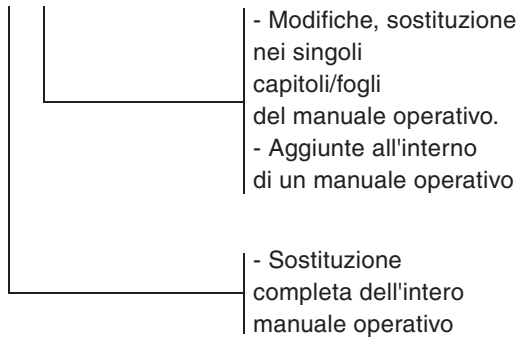 - Modifiche, sostituzione
nei singoli
capitoli/fogli
del manuale operativo.
- Aggiunte all'interno
di un manuale operativo
- Sostituzione
completa dell'intero
manuale operativo